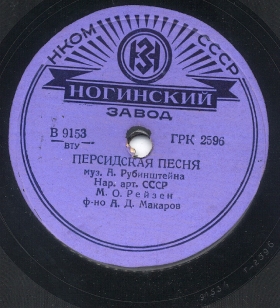 НКОМ СССР
НОГИНСКИЙ
ЗАВОД
В 9153 ГРК 2596
ВТУ
ПЕРСИДСКАЯ ПЕСНЯ
муз. А. Рубинштейна
Нар. арт. СССР
М. О. Рейзен
ф-но А. Д. Макаров